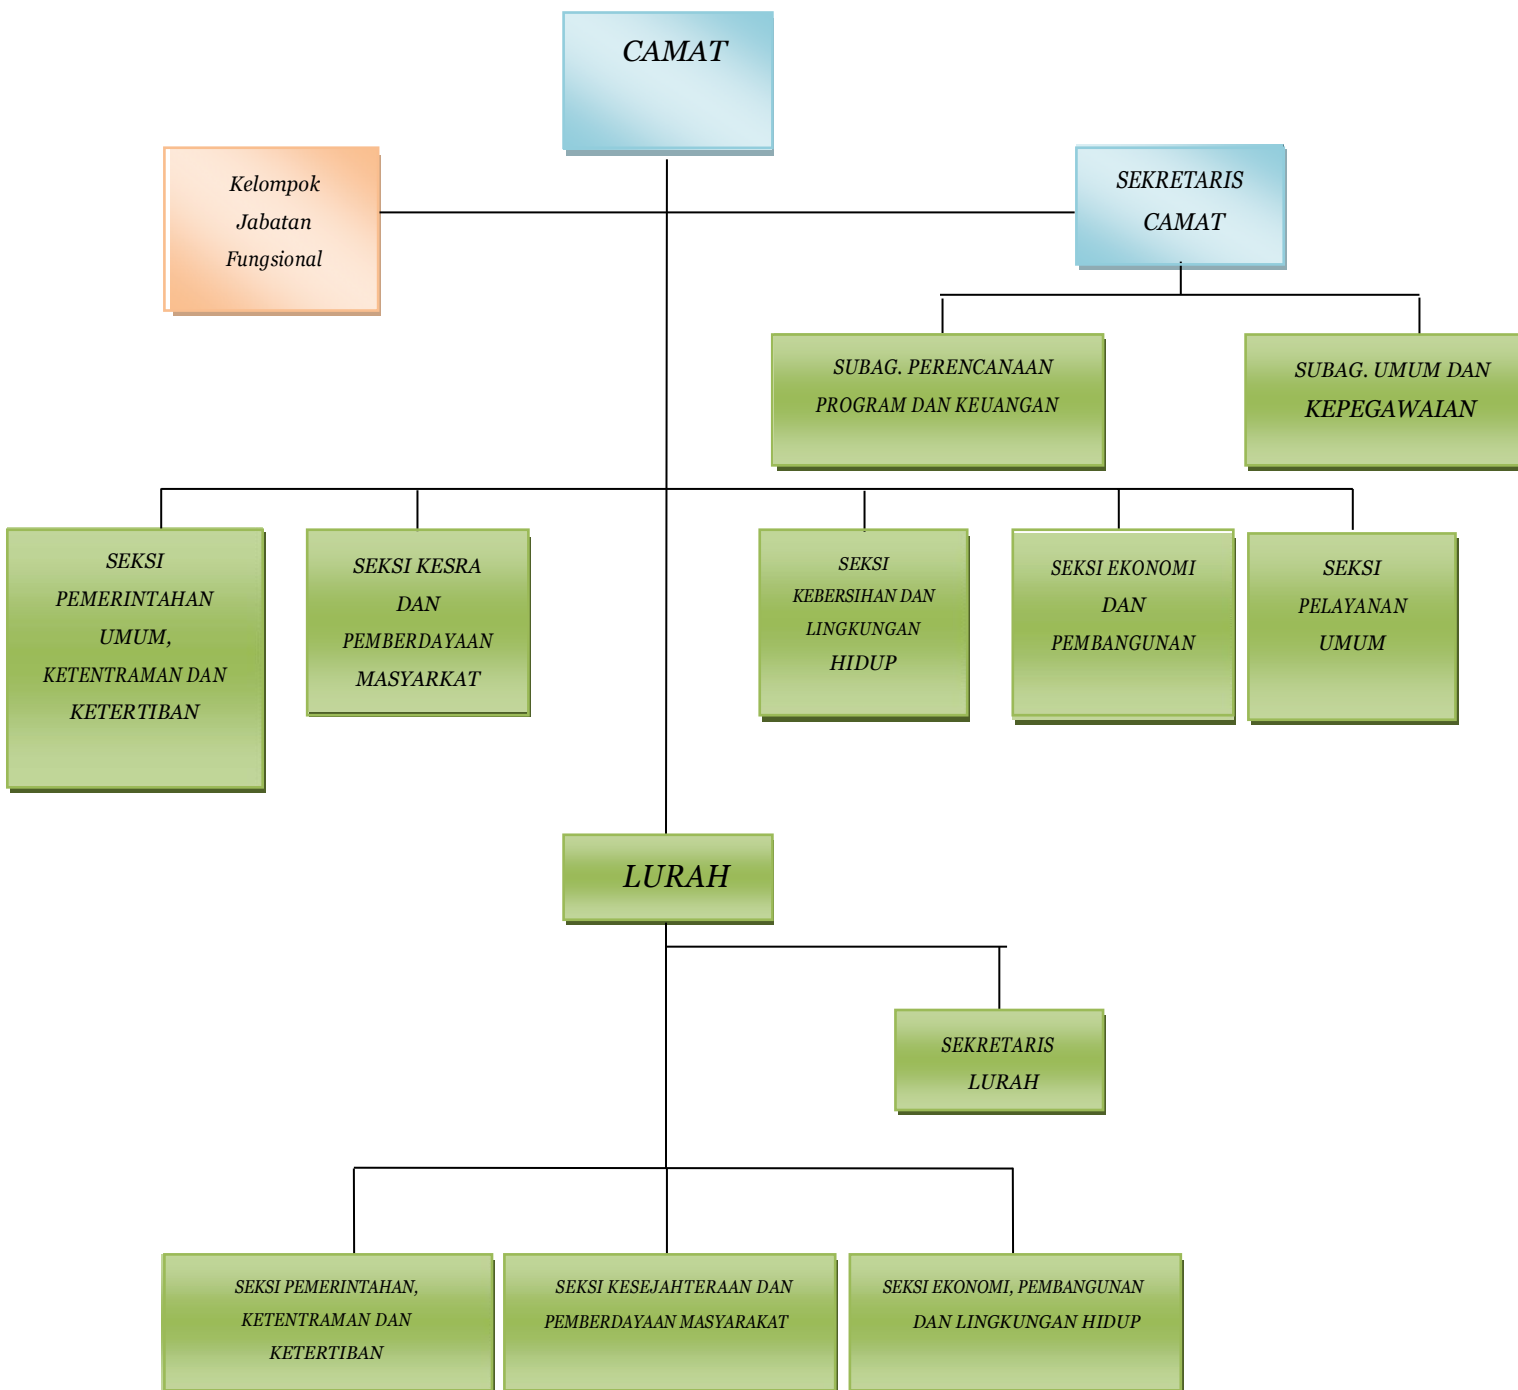 CAMAT
Kelompok
Jabatan
Fungsional
SEKRETARIS
CAMAT
SUBAG. PERENCANAAN
PROGRAM DAN KEUANGAN
SUBAG. UMUM DAN
KEPEGAWAIAN
SEKSI
PEMERINTAHAN
UMUM,
KETENTRAMAN DAN
KETERTIBAN
SEKSI KESRA
DAN
PEMBERDAYAAN
MASYARKAT
SEKSI
KEBERSIHAN DAN
LINGKUNGAN
HIDUP
SEKSI EKONOMI
DAN
PEMBANGUNAN
SEKSI
PELAYANAN
UMUM
LURAH
SEKRETARIS
LURAH
SEKSI PEMERINTAHAN,
KETENTRAMAN DAN
KETERTIBAN
SEKSI KESEJAHTERAAN DAN
PEMBERDAYAAN MASYARAKAT
SEKSI EKONOMI, PEMBANGUNAN
DAN LINGKUNGAN HIDUP